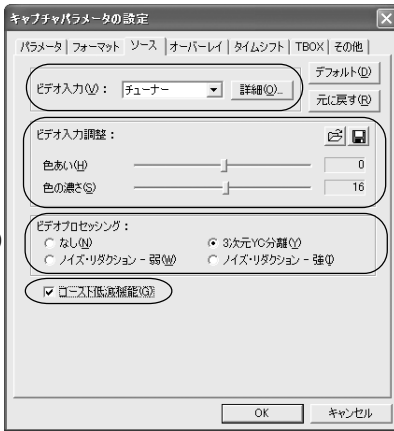 キャプチャパラメータの設定
パラメータ フォーマット ソース オーバーレイ タイムシフト TBOX その他
ビデオ入力(V)： チューナー 詳細(O)... デフォルト(D)
元に戻す(R)
ビデオ入力調整：
色あい(H) 0
色の濃さ(S) 16
ビデオプロセッシング：
なし(N) 3次元YC分離(Y)
ノイズ・リダクション - 弱(W) ノイズ・リダクション - 強(I)
ゴースト低減機能(G)
OK キャンセル